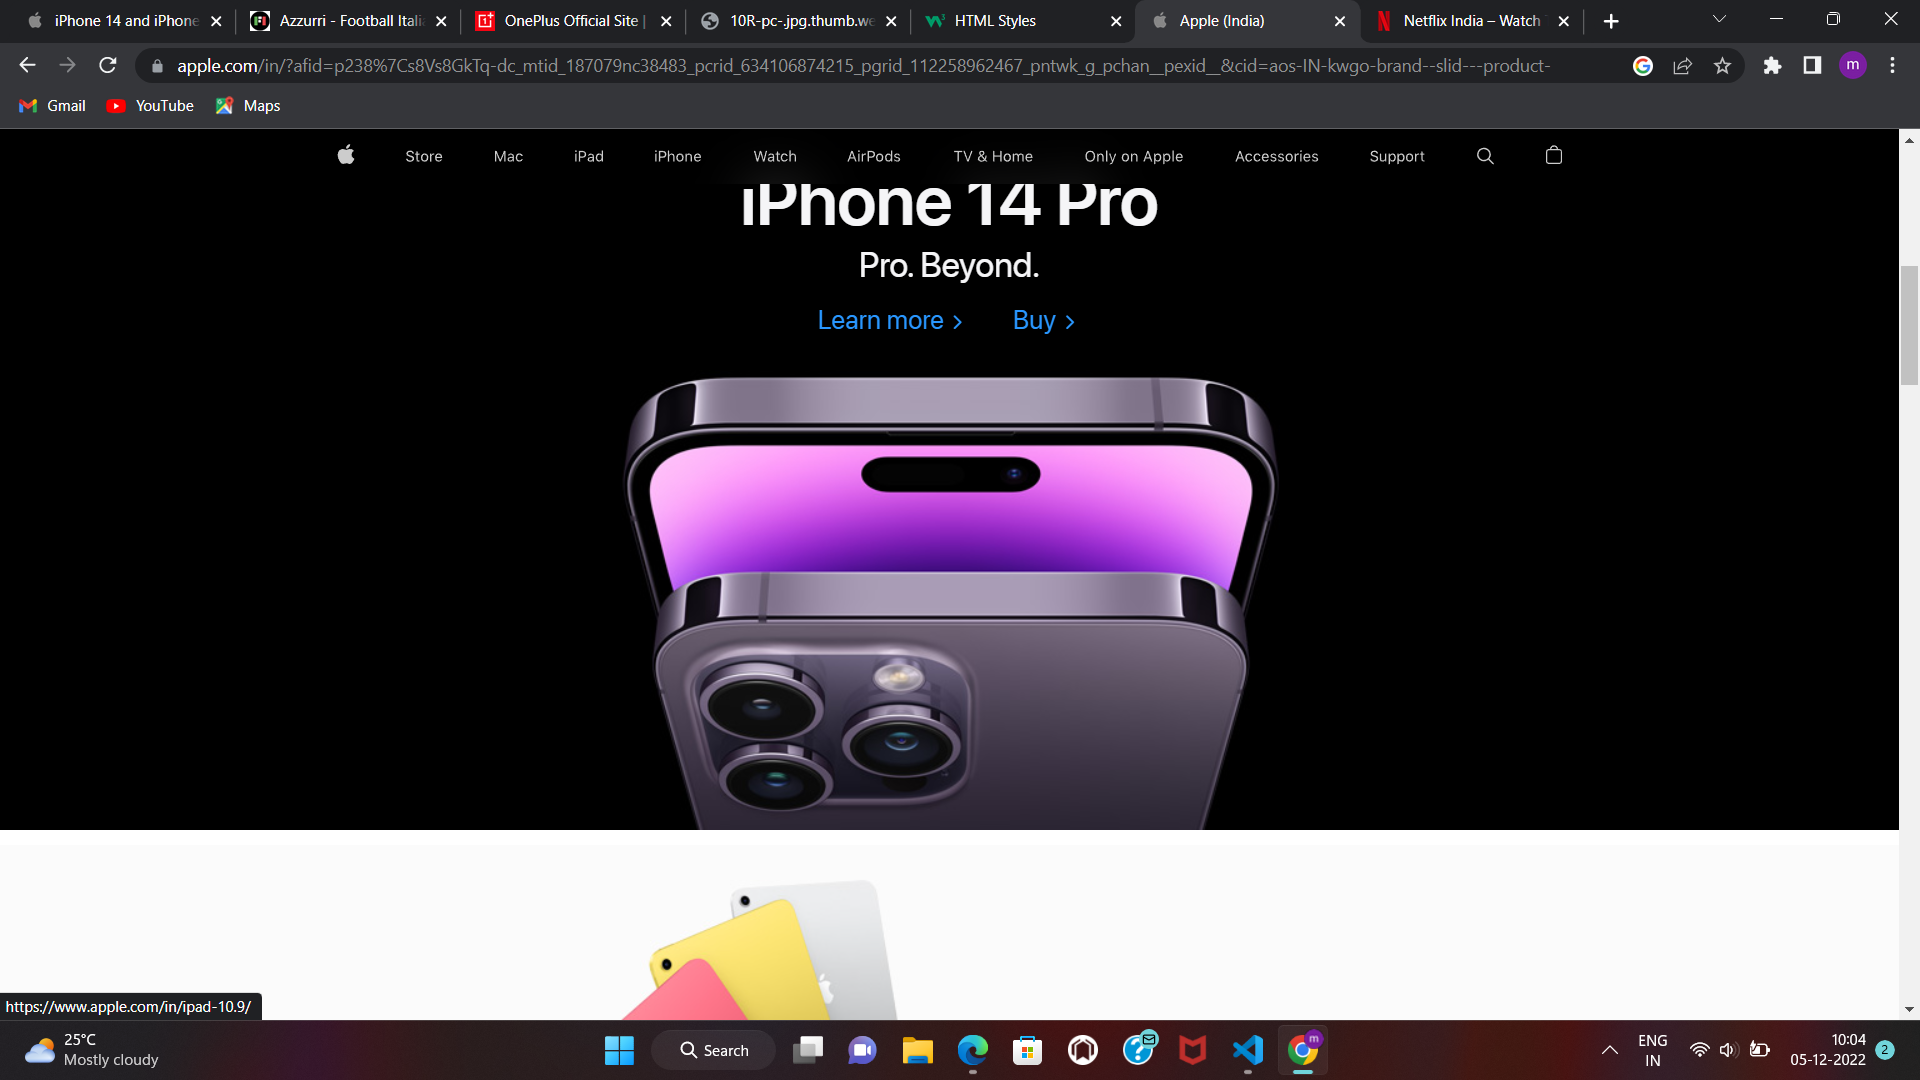 iPhone 14 and iPhone
Azzurri - Football Itali
OnePlus Official Site |
10R-pc-.jpg.thumb.we
HTML Styles
Apple (India)
Netflix India – Watch
apple.com/in/?afid=p238%7Cs8Vs8GkTq-dc_mtid_187079nc38483_pcrid_634106874215_pgrid_112258962467_pntwk_g_pchan__pexid__&cid=aos-IN-kwgo-brand--slid---product-
m
Gmail
YouTube
Maps
Store
Mac
iPad
iPhone
Watch
AirPods
TV & Home
Only on Apple
Accessories
Support
iPhone 14 Pro
Pro. Beyond.
Learn more >
Buy >
https://www.apple.com/in/ipad-10.9/
25°C
Mostly cloudy
Search
m
ENG
IN
10:04
05-12-2022
2